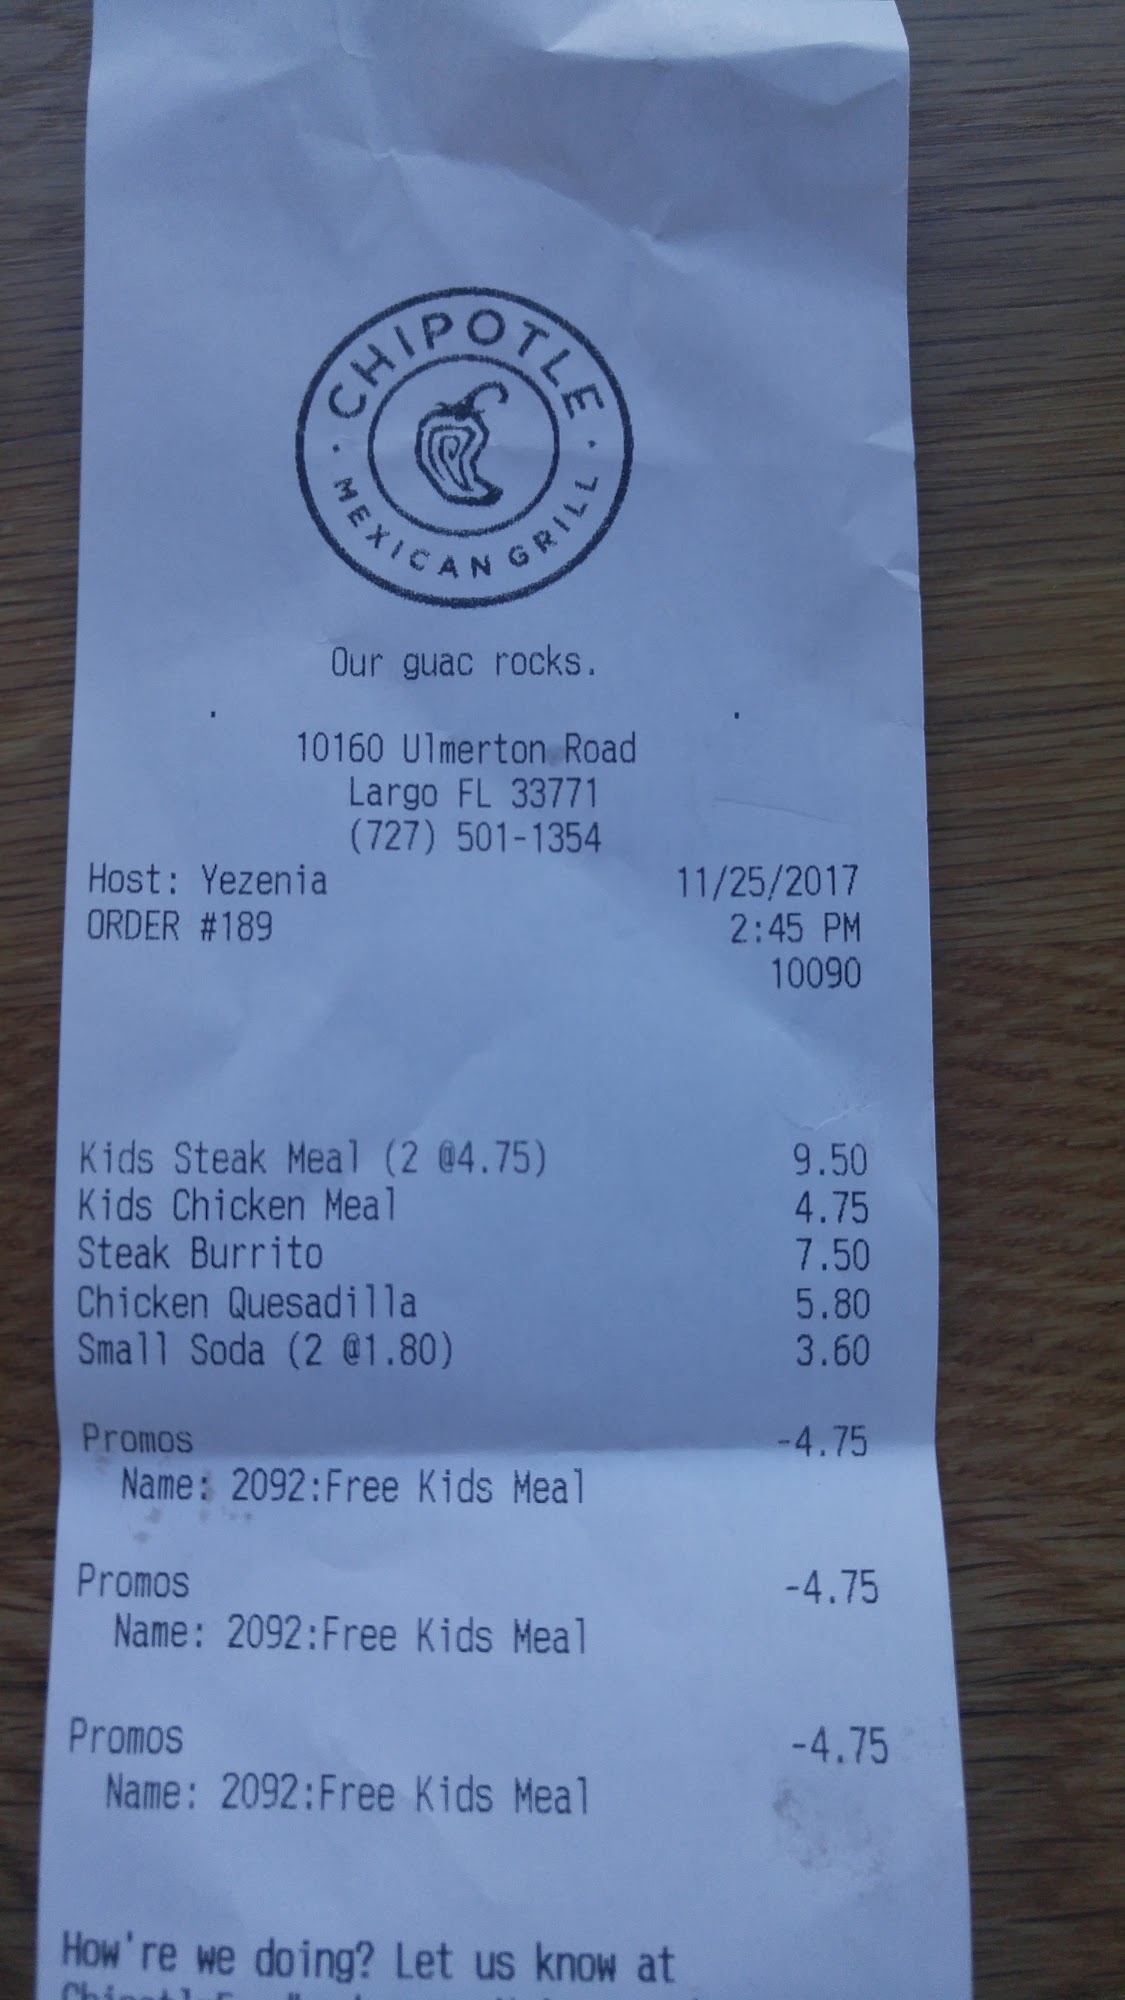 CHIPOTLE
MEXICAN GRILL
Our guac rocks.
10160 Ulmerton Road
Largo FL 33771
(727) 501-1354
Host: Yezenia 11/25/2017
ORDER #189 2:45 PM
10090
Kids Steak Meal (2 @4.75) 9.50
Kids Chicken Meal 4.75
Steak Burrito 7.50
Chicken Quesadilla 5.80
Small Soda (2 @1.80) 3.60
Promos -4.75
Name: 2092:Free Kids Meal
Promos -4.75
Name: 2092:Free Kids Meal
Promos -4.75
Name: 2092:Free Kids Meal
How're we doing? Let us know at